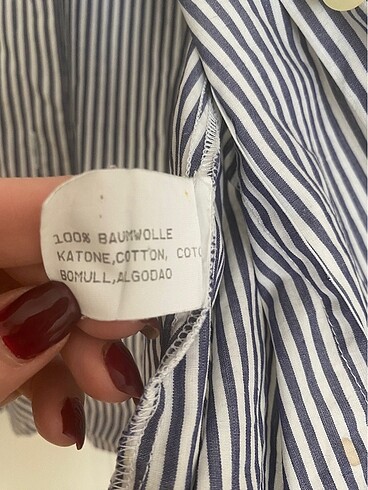 100% BAUMWOLLE
KATONE,COTTON, COTO
BOMULL,ALGODAO